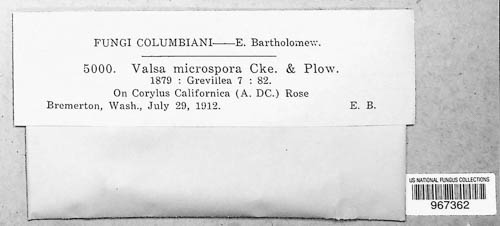 FUNGI COLUMBIANI—E. Bartholomew.
5000. Valsa microspora Cke. & Plow.
1879 : Grevillea 7 : 82.
On Corylus Californica (A. DC.) Rose
Bremerton, Wash., July 29, 1912. E. B.
US NATIONAL FUNGUS COLLECTIONS
967362